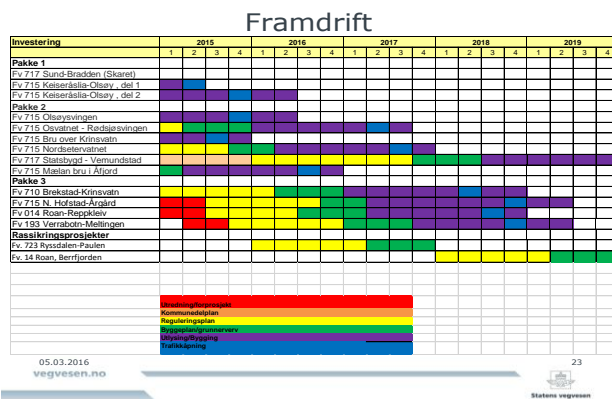 Framdrift
Investering 2015 2016 2017 2018 2019
1 2 3 4 1 2 3 4 1 2 3 4 1 2 3 4 1 2 3 4
Pakke 1
Fv 717 Sund-Bradden (Skaret)
Fv 715 Keiseråslia-Olsøy , del 1
Fv 715 Keiseråslia-Olsøy , del 2
Pakke 2
Fv 715 Olsøysvingen
Fv 715 Osvatnet - Rødsjøsvingen
Fv 715 Bru over Krinsvatn
Fv 715 Nordsetervatnet
Fv 717 Statsbygd - Vemundstad
Fv 715 Mælan bru i Åfjord
Pakke 3
Fv 710 Brekstad-Krinsvatn
Fv 715 N. Hofstad-Årgård
Fv 014 Roan-Reppkleiv
Fv 193 Verrabotn-Meltingen
Rassikringsprosjekter
Fv. 723 Ryssdalen-Paulen
Fv. 14 Roan, Berrfjorden
Utredning/forprosjekt
Kommunedelplan
Reguleringsplan
Byggeplan/grunnerverv
Utlysing/Bygging
Trafikkåpning
05.03.2016 23
vegvesen.no
Statens vegvesen